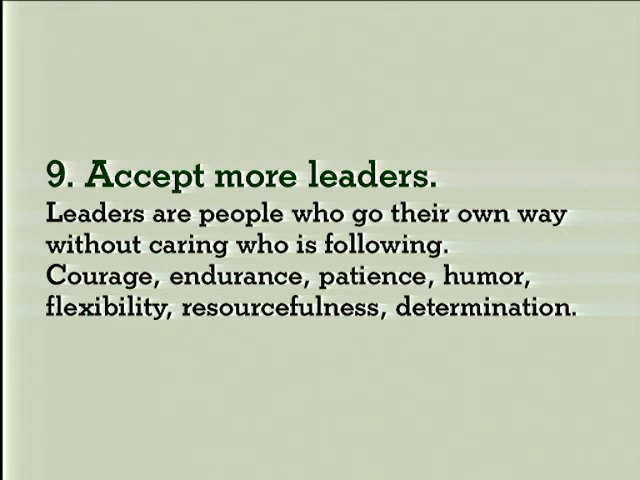 9. Accept more leaders.
Leaders are people who go their own way
without caring who is following.
Courage, endurance, patience, humor,
flexibility, resourcefulness, determination.